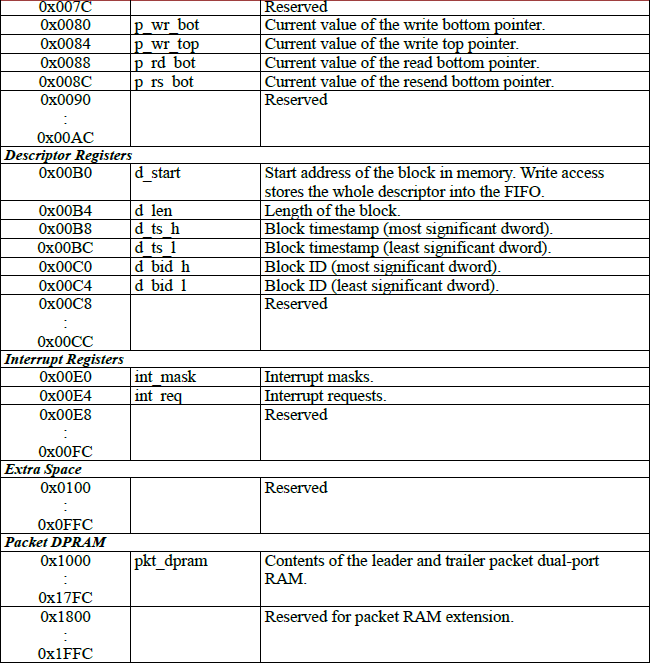 0x007C Reserved
0x0080 p_wr_bot Current value of the write bottom pointer.
0x0084 p_wr_top Current value of the write top pointer.
0x0088 p_rd_bot Current value of the read bottom pointer.
0x008C p_rs_bot Current value of the resend bottom pointer.
0x0090 Reserved
:
0x00AC
Descriptor Registers
0x00B0 d_start Start address of the block in memory. Write access
stores the whole descriptor into the FIFO.
0x00B4 d_len Length of the block.
0x00B8 d_ts_h Block timestamp (most significant dword).
0x00BC d_ts_l Block timestamp (least significant dword).
0x00C0 d_bid_h Block ID (most significant dword).
0x00C4 d_bid_l Block ID (least significant dword).
0x00C8 Reserved
:
0x00CC
Interrupt Registers
0x00E0 int_mask Interrupt masks.
0x00E4 int_req Interrupt requests.
0x00E8 Reserved
:
0x00FC
Extra Space
0x0100 Reserved
:
0x0FFC
Packet DPRAM
0x1000 pkt_dpram Contents of the leader and trailer packet dual-port
: RAM.
0x17FC
0x1800 Reserved for packet RAM extension.
:
0x1FFC